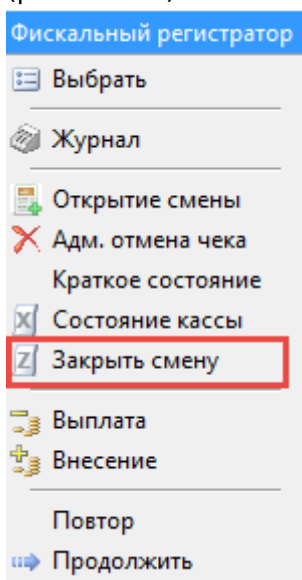 Фискальный регистратор
Выбрать
Журнал
Открытие смены
Адм. отмена чека
Краткое состояние
X Состояние кассы
Z Закрыть смену
Выплата
Внесение
Повтор
Продолжить